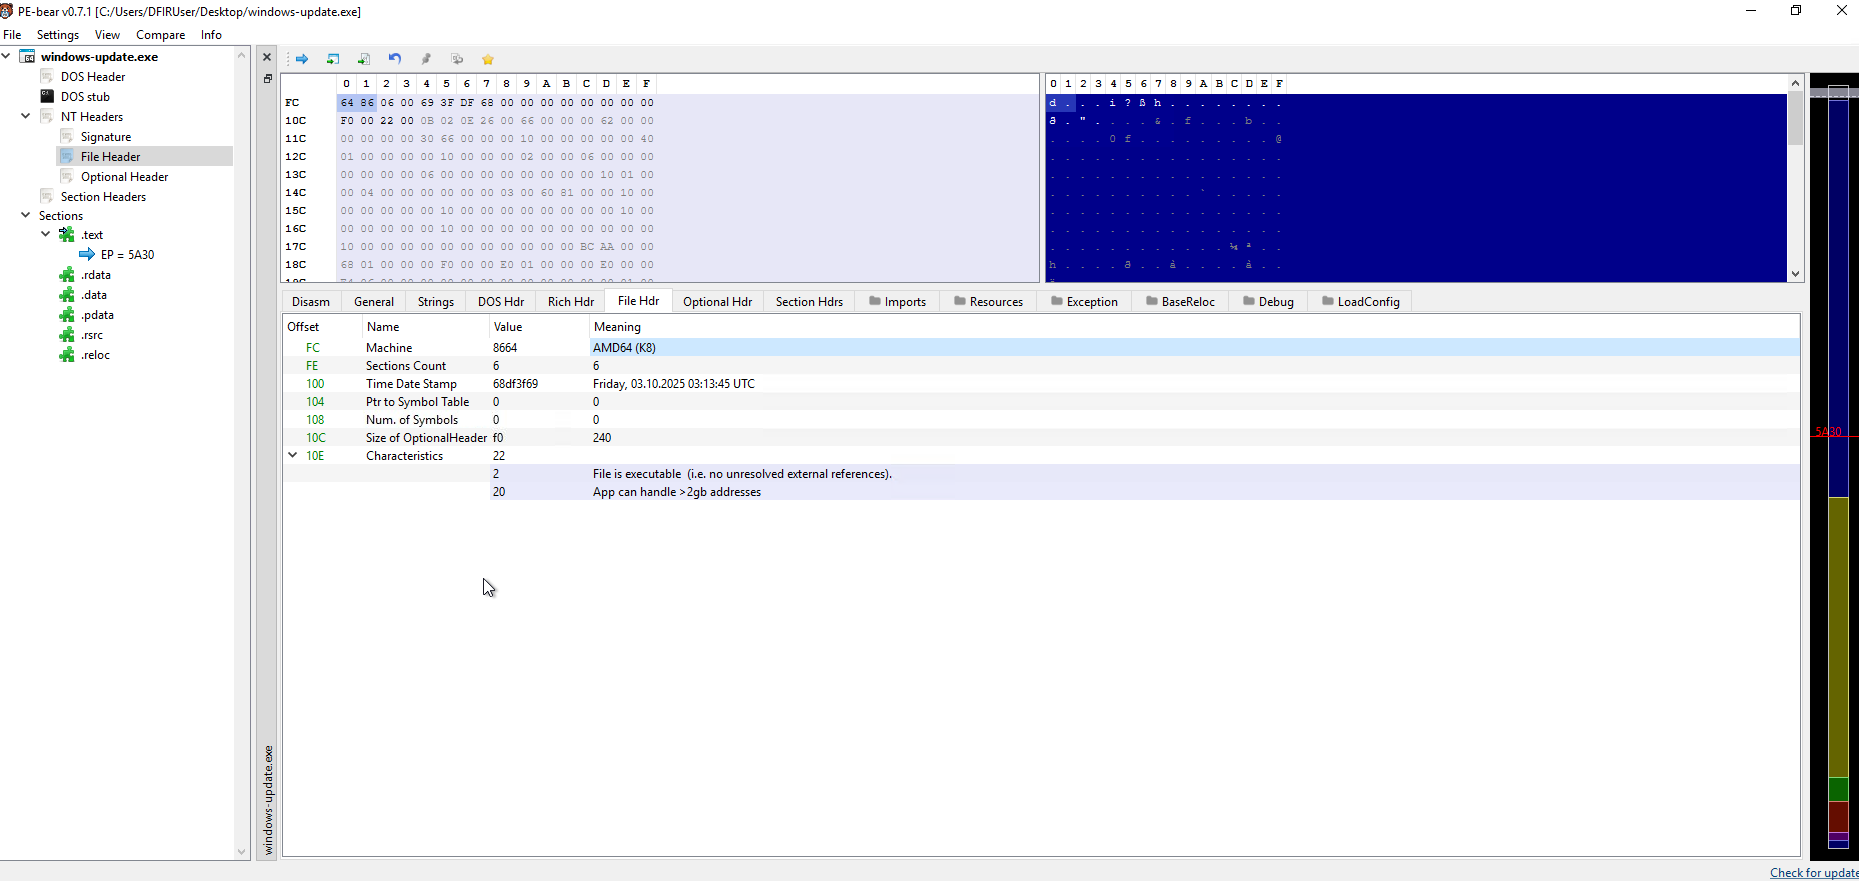 PE-bear v0.7.1 [C:/Users/DFIRUser/Desktop/windows-update.exe]
File Settings View Compare Info
windows-update.exe
DOS Header
DOS stub
NT Headers
Signature
File Header
Optional Header
Section Headers
Sections
.text
EP = 5A30
.rdata
.data
.pdata
.rsrc
.reloc
windows-update.exe
0 1 2 3 4 5 6 7 8 9 A B C D E F
FC 64 86 06 00 69 3F DF 68 00 00 00 00 00 00 00 00
10C F0 00 22 00 0B 02 0E 26 00 66 00 00 00 62 00 00
11C 00 00 00 00 30 66 00 00 00 10 00 00 00 00 00 40
12C 01 00 00 00 00 10 00 00 00 02 00 00 06 00 00 00
13C 00 00 00 00 06 00 00 00 00 00 00 00 00 10 01 00
14C 00 04 00 00 00 00 00 00 03 00 60 81 00 00 10 00
15C 00 00 00 00 00 10 00 00 00 00 00 00 00 00 10 00
16C 00 00 00 00 00 10 00 00 00 00 00 00 00 00 00 00
17C 10 00 00 00 00 00 00 00 00 00 00 00 BC AA 00 00
18C 68 01 00 00 00 F0 00 00 E0 01 00 00 00 E0 00 00
0 1 2 3 4 5 6 7 8 9 A B C D E F
d . . . i ? ß h . . . . . . . .
ð . " . . . . & . f . . . b . .
. . . . 0 f . . . . . . . . . @
. . . . . . . . . . . . . . . .
. . . . . . . . . . . . . . . .
. . . . . . . . . . ` . . . . .
. . . . . . . . . . . . . . . .
. . . . . . . . . . . . . . . .
. . . . . . . . . . . . ¼ ª . .
h . . . . ð . . à . . . . à . .
Disasm General Strings DOS Hdr Rich Hdr File Hdr Optional Hdr Section Hdrs Imports Resources Exception BaseReloc Debug LoadConfig
Offset Name Value Meaning
FC Machine 8664 AMD64 (K8)
FE Sections Count 6 6
100 Time Date Stamp 68df3f69 Friday, 03.10.2025 03:13:45 UTC
104 Ptr to Symbol Table 0 0
108 Num. of Symbols 0 0
10C Size of OptionalHeader f0 240
10E Characteristics 22
2 File is executable (i.e. no unresolved external references).
20 App can handle >2gb addresses
5A30
Check for update